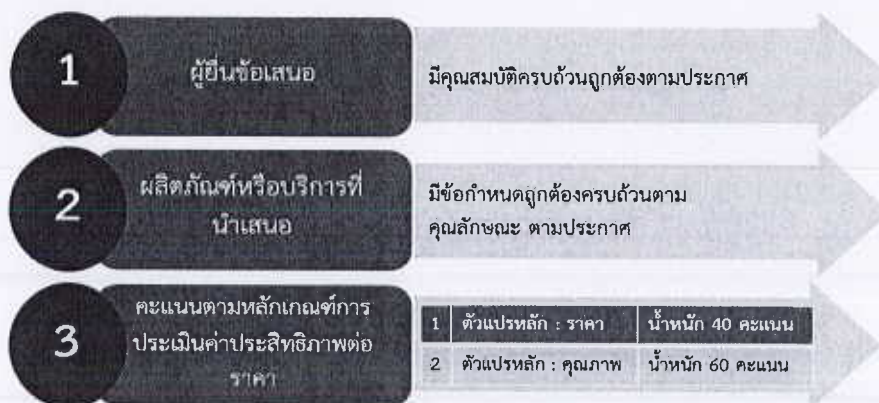 1
ผู้ยื่นข้อเสนอ
มีคุณสมบัติครบถ้วนถูกต้องตามประกาศ
2
ผลิตภัณฑ์หรือบริการที่
นำเสนอ
มีข้อกำหนดถูกต้องครบถ้วนตาม
คุณลักษณะ ตามประกาศ
3
คะแนนตามหลักเกณฑ์การ
ประเมินค่าประสิทธิภาพต่อ
ราคา
1 ตัวแปรหลัก : ราคา น้ำหนัก 40 คะแนน
2 ตัวแปรหลัก : คุณภาพ น้ำหนัก 60 คะแนน